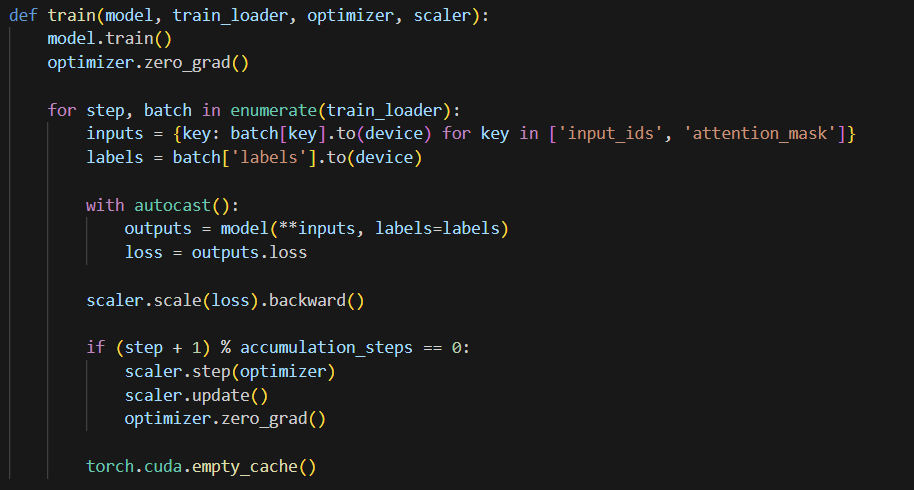 def train(model, train_loader, optimizer, scaler):
    model.train()
    optimizer.zero_grad()

    for step, batch in enumerate(train_loader):
        inputs = {key: batch[key].to(device) for key in ['input_ids', 'attention_mask']}
        labels = batch['labels'].to(device)

        with autocast():
            outputs = model(**inputs, labels=labels)
            loss = outputs.loss

        scaler.scale(loss).backward()

        if (step + 1) % accumulation_steps == 0:
            scaler.step(optimizer)
            scaler.update()
            optimizer.zero_grad()

        torch.cuda.empty_cache()